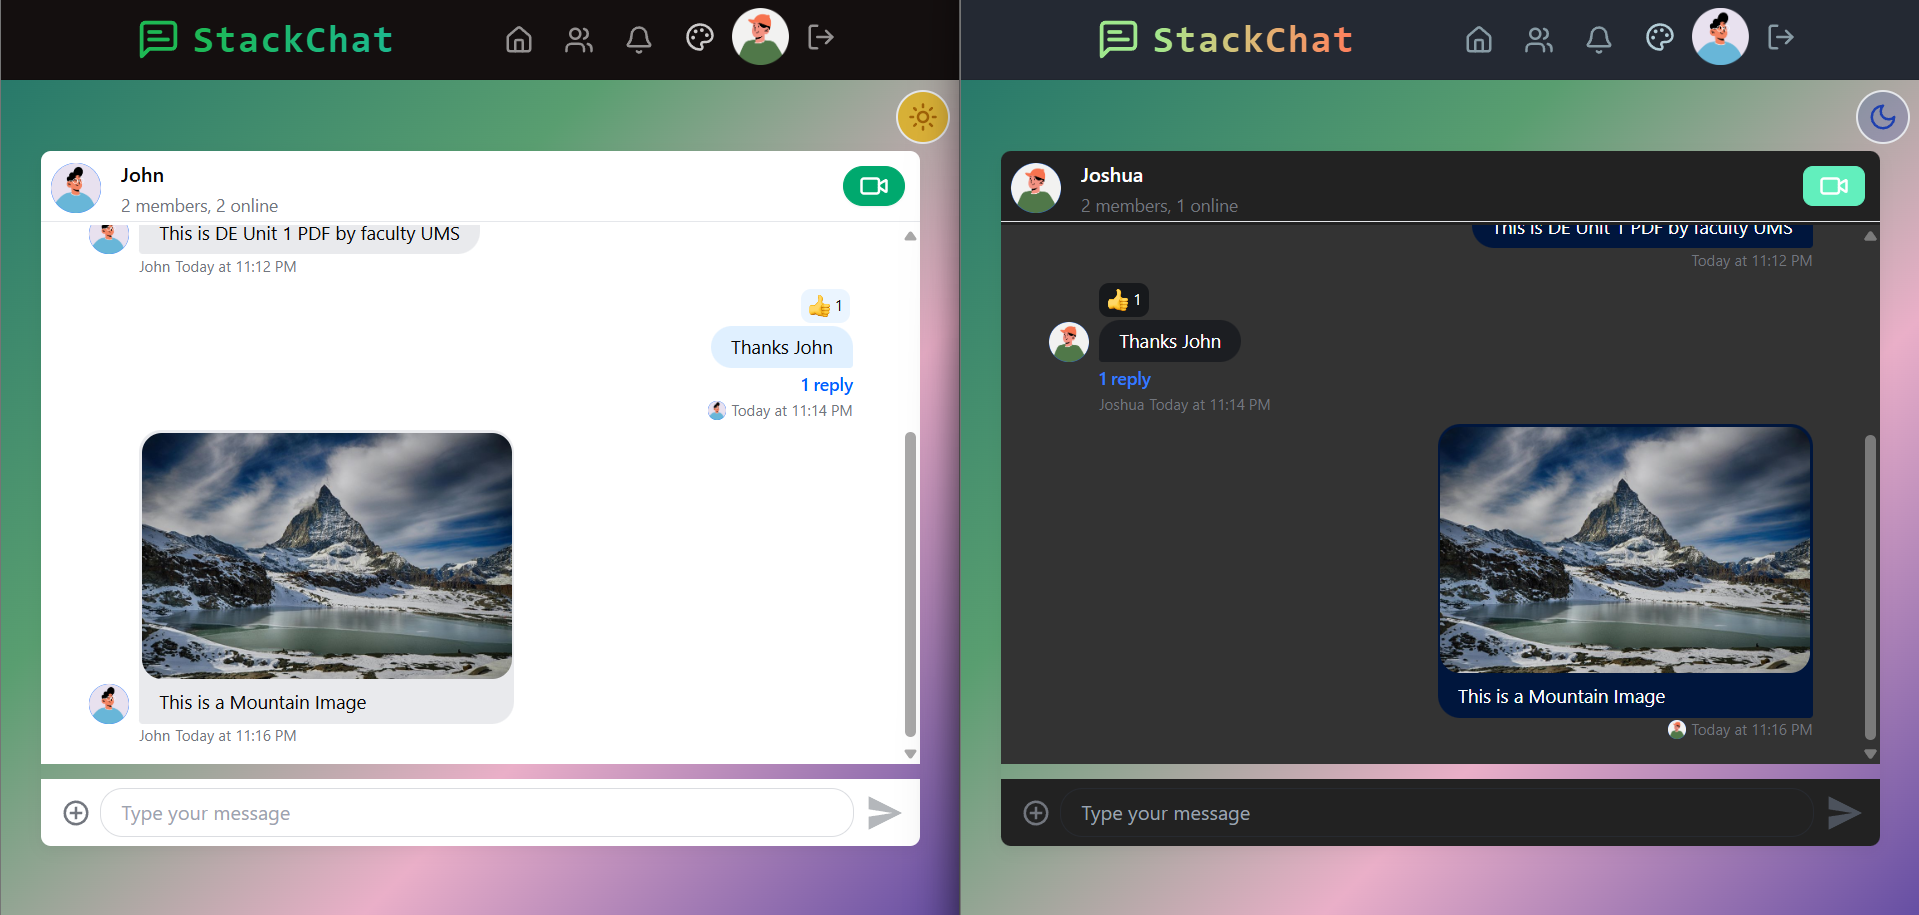 StackChat
John
2 members, 2 online
This is DE Unit 1 PDF by faculty UMS
John Today at 11:12 PM
👍 1
Thanks John
1 reply
Today at 11:14 PM
This is a Mountain Image
John Today at 11:16 PM
Type your message
StackChat
Joshua
2 members, 1 online
This is DE Unit 1 PDF by faculty UMS
Today at 11:12 PM
👍 1
Thanks John
1 reply
Joshua Today at 11:14 PM
This is a Mountain Image
Today at 11:16 PM
Type your message